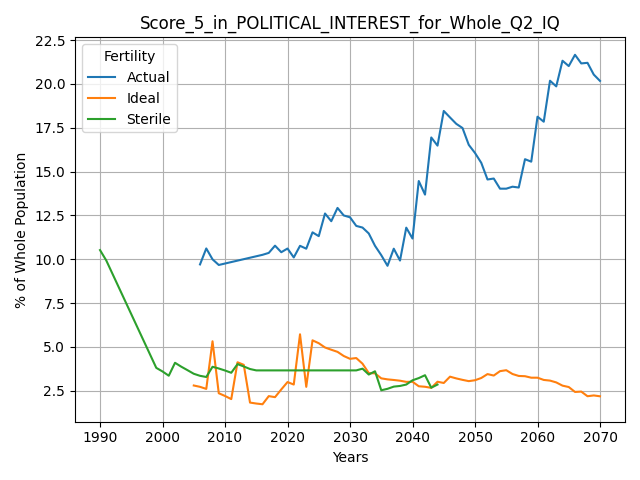 Score_5_in_POLITICAL_INTEREST_for_Whole_Q2_IQ
Fertility
Actual
Ideal
Sterile
% of Whole Population
22.5
20.0
17.5
15.0
12.5
10.0
7.5
5.0
2.5
1990 2000 2010 2020 2030 2040 2050 2060 2070
Years